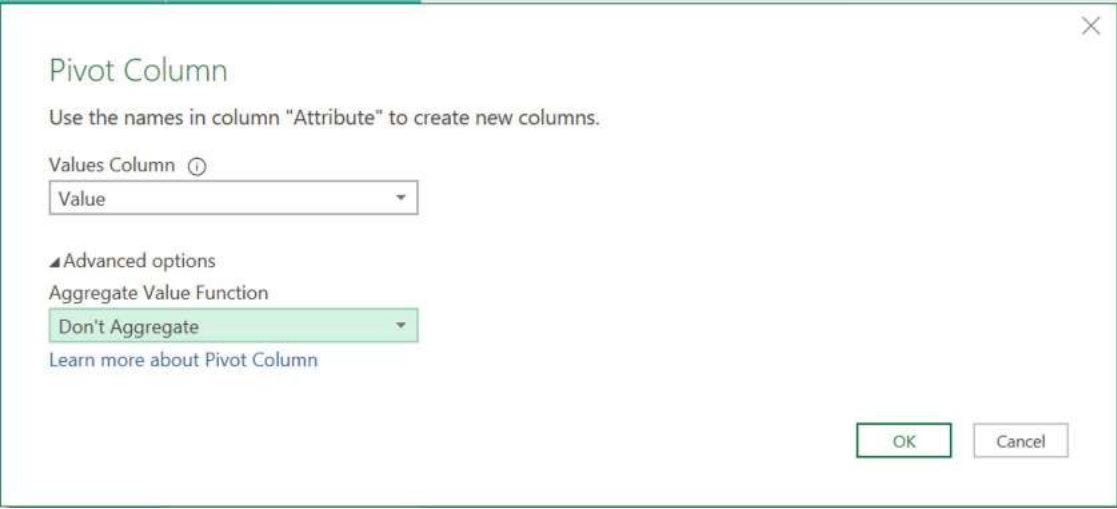 Pivot Column
Use the names in column "Attribute" to create new columns.
Values Column
Value
Advanced options
Aggregate Value Function
Don't Aggregate
Learn more about Pivot Column
OK
Cancel